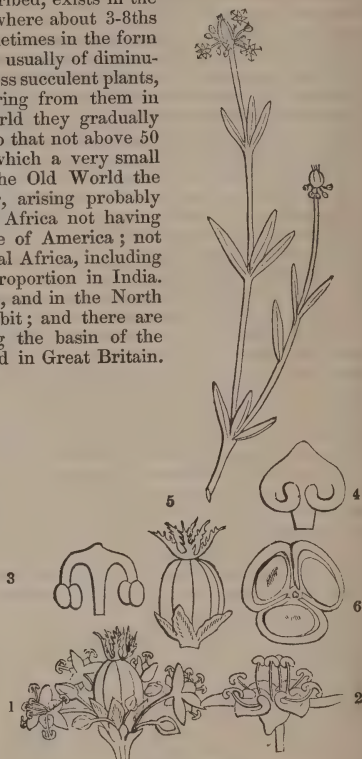 ribed, exists in the
where about 3-8ths
etimes in the form
usually of diminu-
ss succulent plants,
ring from them in
rld they gradually
o that not above 50
which a very small
he Old World the
, arising probably
Africa not having
e of America; not
al Africa, including
roportion in India.
, and in the North
bit; and there are
g the basin of the
d in Great Britain.
4
5
3
6
1
2